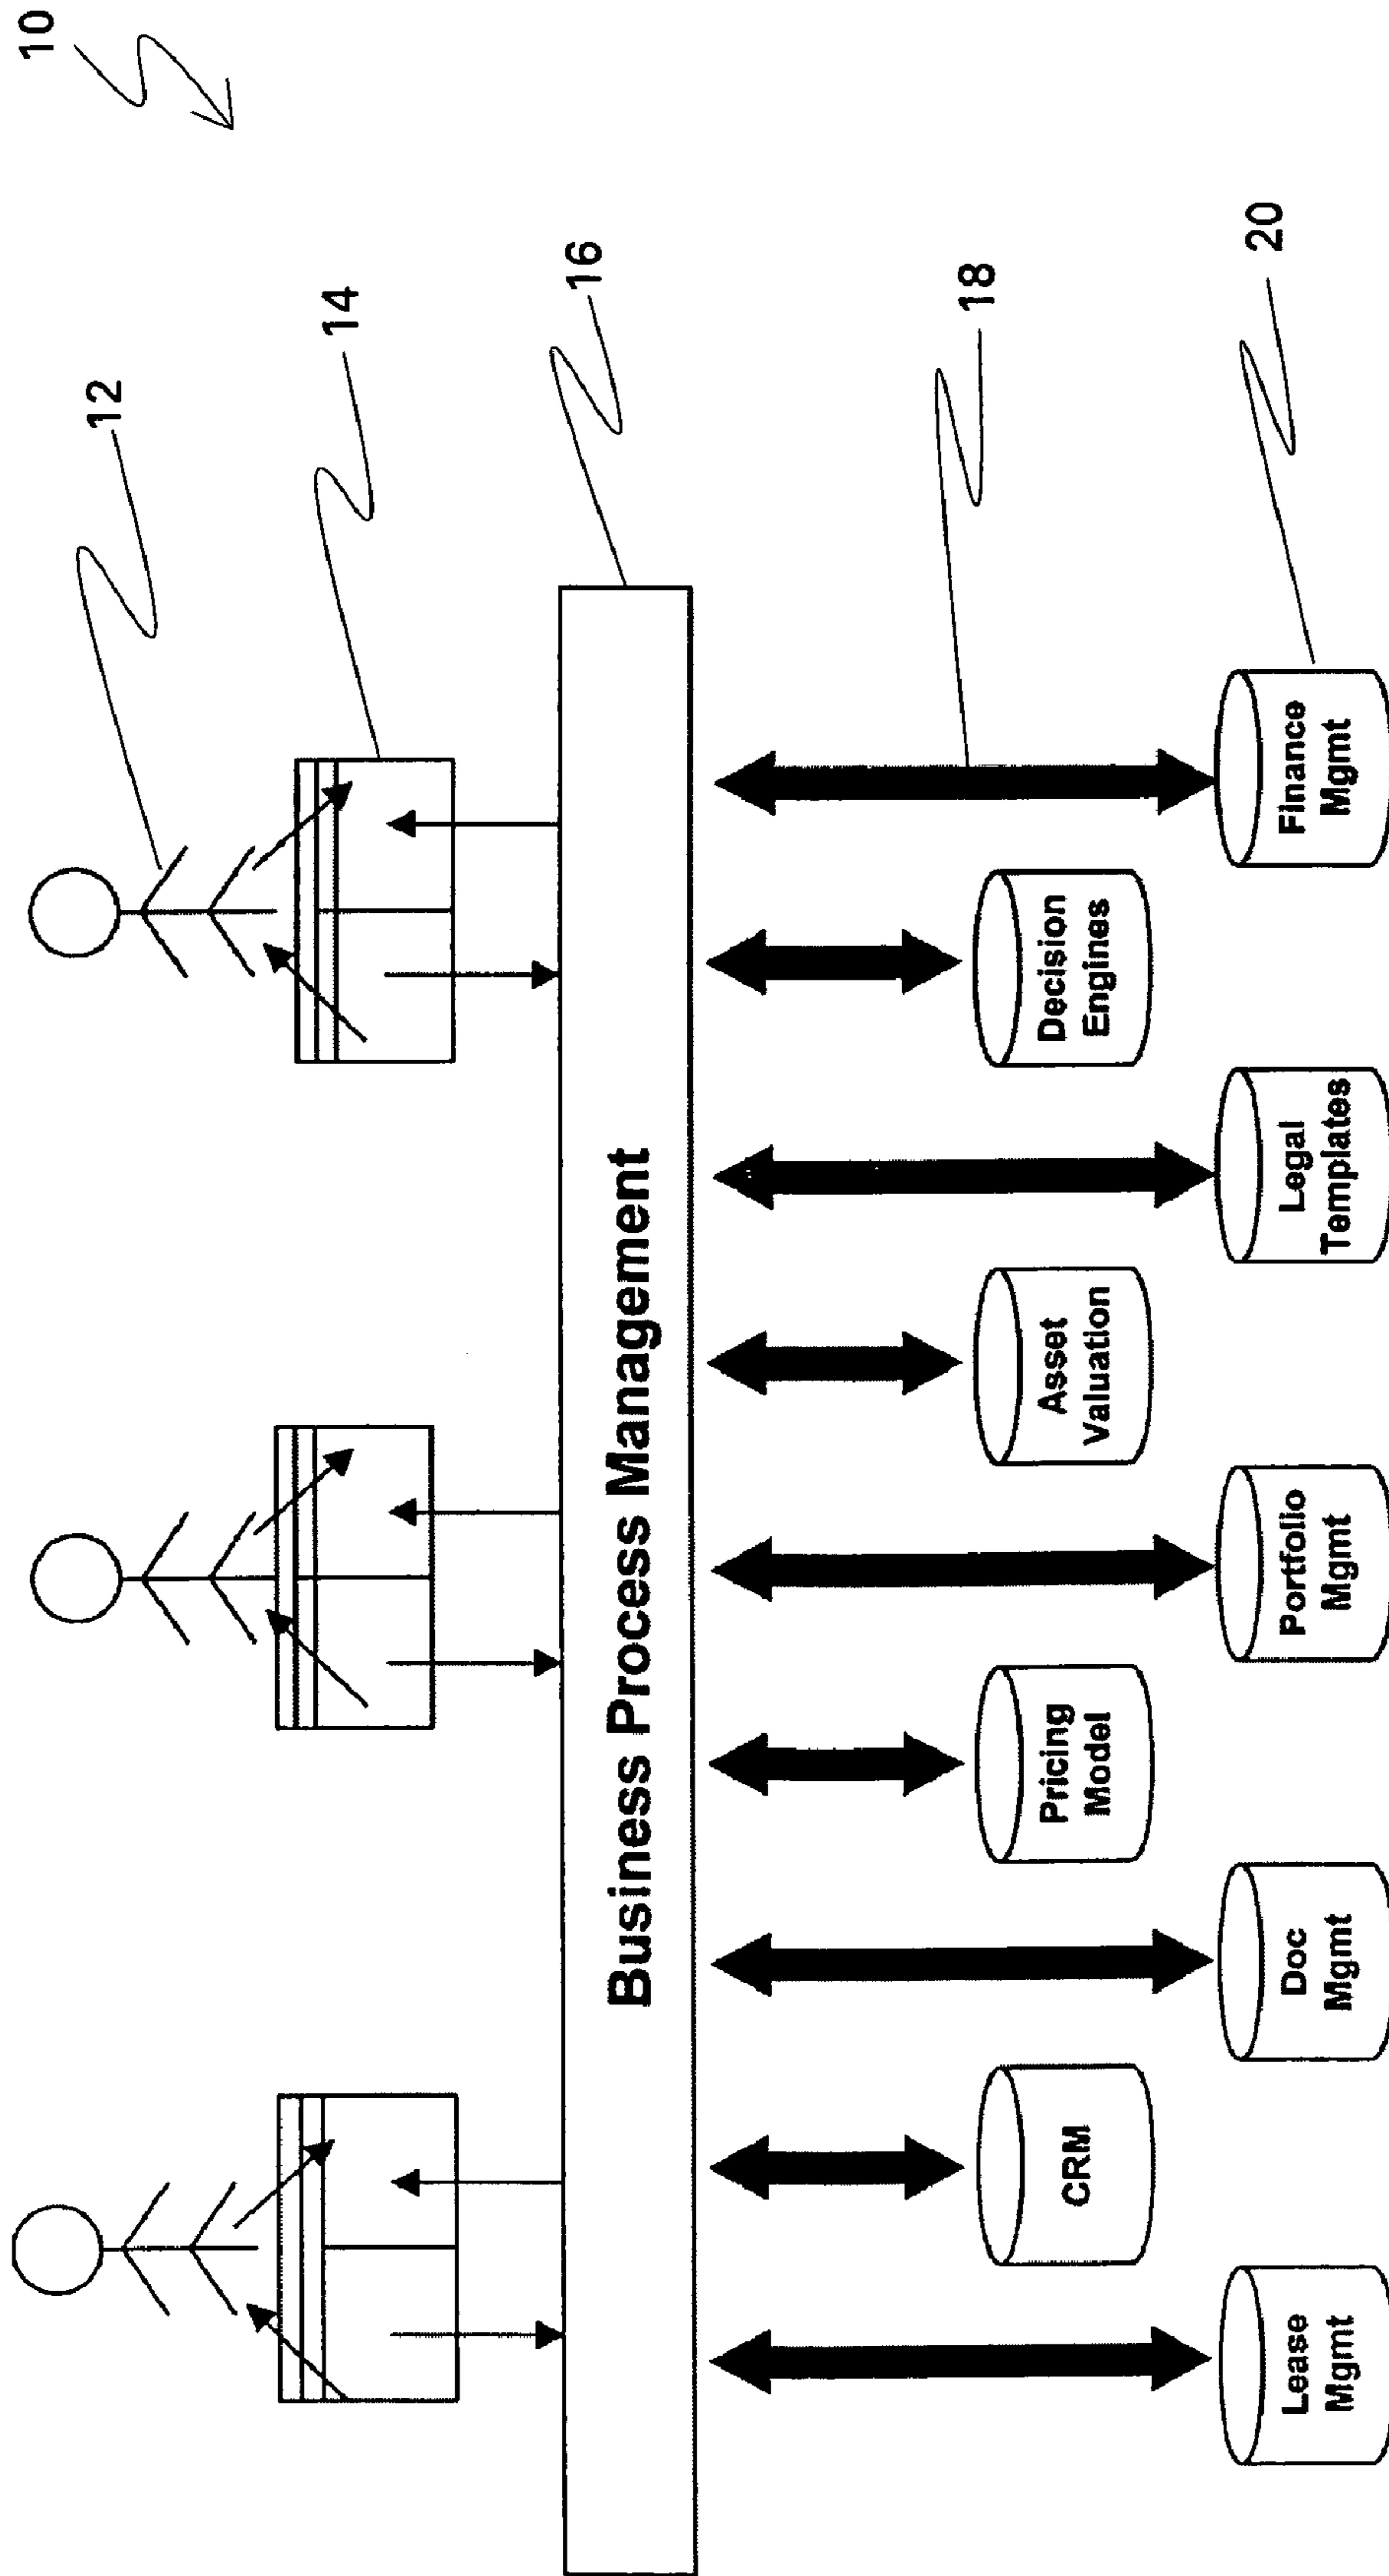 10
12
14
16
Business Process Management
18
20
Lease
Mgmt
CRM
Doc
Mgmt
Pricing
Model
Portfolio
Mgmt
Asset
Valuation
Legal
Templates
Decision
Engines
Finance
Mgmt